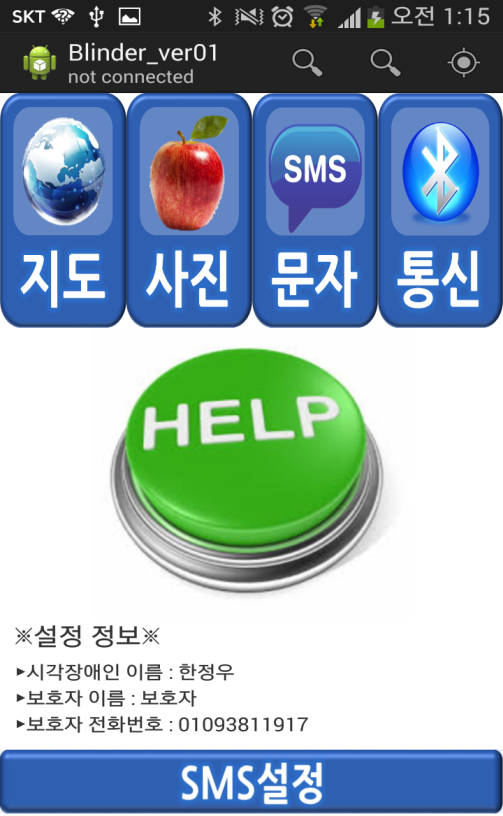 SKT 오전 1:15
Blinder_ver01
not connected
SMS
지도 사진 문자 통신
HELP
※설정 정보※
▸시각장애인 이름 : 한정우
▸보호자 이름 : 보호자
▸보호자 전화번호 : 01093811917
SMS설정